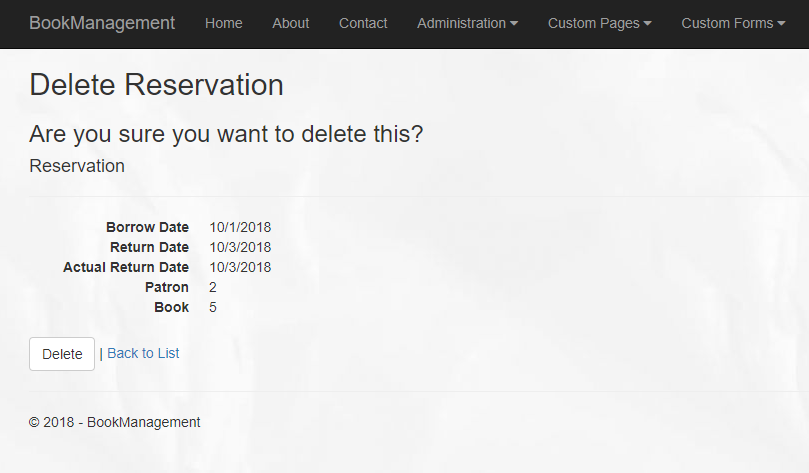 BookManagement Home About Contact Administration Custom Pages Custom Forms
Delete Reservation
Are you sure you want to delete this?
Reservation
Borrow Date 10/1/2018
Return Date 10/3/2018
Actual Return Date 10/3/2018
Patron 2
Book 5
Delete | Back to List
© 2018 - BookManagement